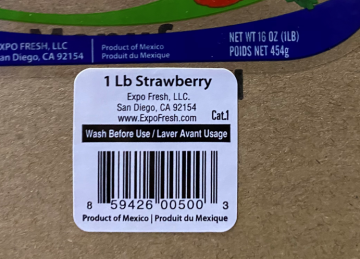 NET WT 16 OZ (1LB)
POIDS NET 454g
EXPO FRESH, LLC
San Diego, CA 92154
Product of Mexico
Produit du Mexique
1 Lb Strawberry
Expo Fresh, LLC.
San Diego, CA 92154
www.ExpoFresh.com
Cat.1
Wash Before Use / Laver Avant Usage
8 59426 00500 3
Product of Mexico | Produit du Mexique